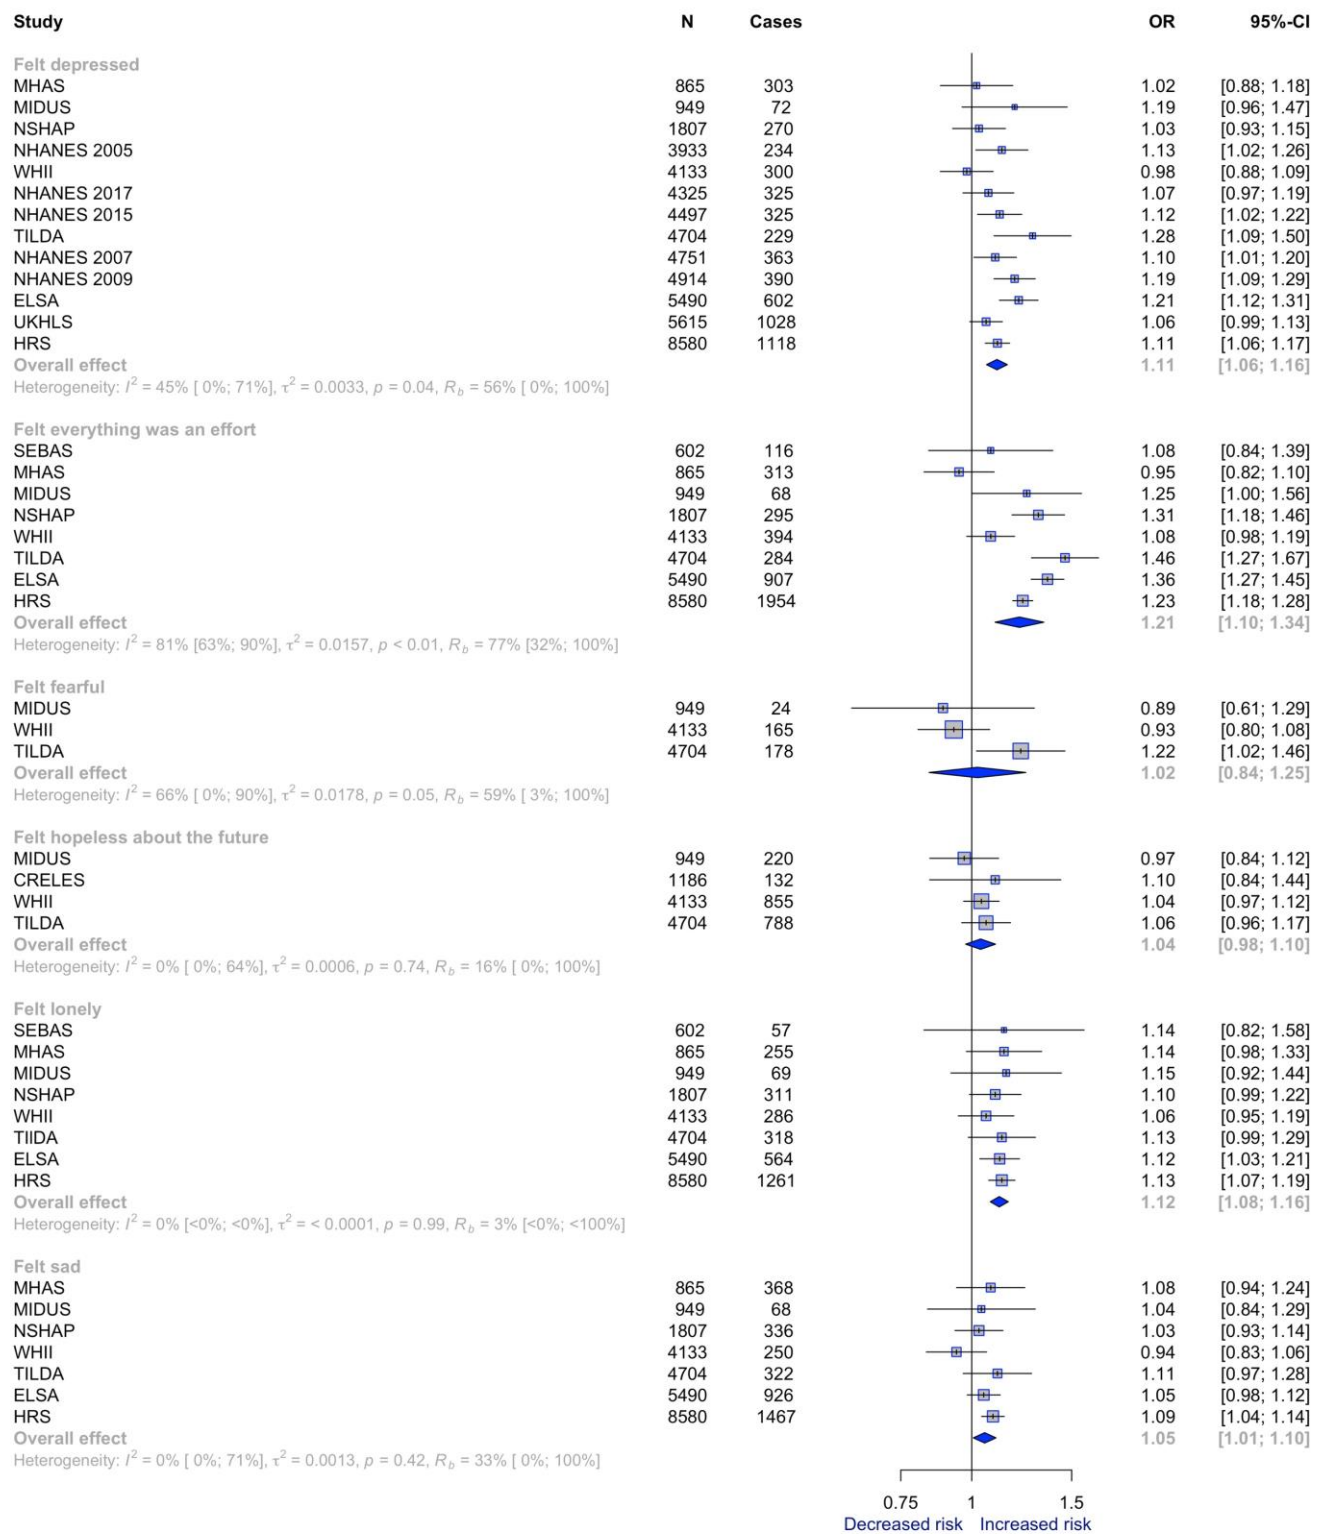 Study N Cases OR 95%-CI
Felt depressed
MHAS 865 303 1.02 [0.88; 1.18]
MIDUS 949 72 1.19 [0.96; 1.47]
NSHAP 1807 270 1.03 [0.93; 1.15]
NHANES 2005 3933 234 1.13 [1.02; 1.26]
WHII 4133 300 0.98 [0.88; 1.09]
NHANES 2017 4325 325 1.07 [0.97; 1.19]
NHANES 2015 4497 325 1.12 [1.02; 1.22]
TILDA 4704 229 1.28 [1.09; 1.50]
NHANES 2007 4751 363 1.10 [1.01; 1.20]
NHANES 2009 4914 390 1.19 [1.09; 1.29]
ELSA 5490 602 1.21 [1.12; 1.31]
UKHLS 5615 1028 1.06 [0.99; 1.13]
HRS 8580 1118 1.11 [1.06; 1.17]
Overall effect 1.11 [1.06; 1.16]
Heterogeneity: I² = 45% [ 0%; 71%], τ² = 0.0033, p = 0.04, R_b = 56% [ 0%; 100%]
Felt everything was an effort
SEBAS 602 116 1.08 [0.84; 1.39]
MHAS 865 313 0.95 [0.82; 1.10]
MIDUS 949 68 1.25 [1.00; 1.56]
NSHAP 1807 295 1.31 [1.18; 1.46]
WHII 4133 394 1.08 [0.98; 1.19]
TILDA 4704 284 1.46 [1.27; 1.67]
ELSA 5490 907 1.36 [1.27; 1.45]
HRS 8580 1954 1.23 [1.18; 1.28]
Overall effect 1.21 [1.10; 1.34]
Heterogeneity: I² = 81% [63%; 90%], τ² = 0.0157, p < 0.01, R_b = 77% [32%; 100%]
Felt fearful
MIDUS 949 24 0.89 [0.61; 1.29]
WHII 4133 165 0.93 [0.80; 1.08]
TILDA 4704 178 1.22 [1.02; 1.46]
Overall effect 1.02 [0.84; 1.25]
Heterogeneity: I² = 66% [ 0%; 90%], τ² = 0.0178, p = 0.05, R_b = 59% [ 3%; 100%]
Felt hopeless about the future
MIDUS 949 220 0.97 [0.84; 1.12]
CRELES 1186 132 1.10 [0.84; 1.44]
WHII 4133 855 1.04 [0.97; 1.12]
TILDA 4704 788 1.06 [0.96; 1.17]
Overall effect 1.04 [0.98; 1.10]
Heterogeneity: I² = 0% [ 0%; 64%], τ² = 0.0006, p = 0.74, R_b = 16% [ 0%; 100%]
Felt lonely
SEBAS 602 57 1.14 [0.82; 1.58]
MHAS 865 255 1.14 [0.98; 1.33]
MIDUS 949 69 1.15 [0.92; 1.44]
NSHAP 1807 311 1.10 [0.99; 1.22]
WHII 4133 286 1.06 [0.95; 1.19]
TIIDA 4704 318 1.13 [0.99; 1.29]
ELSA 5490 564 1.12 [1.03; 1.21]
HRS 8580 1261 1.13 [1.07; 1.19]
Overall effect 1.12 [1.08; 1.16]
Heterogeneity: I² = 0% [<0%; <0%], τ² = < 0.0001, p = 0.99, R_b = 3% [<0%; <100%]
Felt sad
MHAS 865 368 1.08 [0.94; 1.24]
MIDUS 949 68 1.04 [0.84; 1.29]
NSHAP 1807 336 1.03 [0.93; 1.14]
WHII 4133 250 0.94 [0.83; 1.06]
TILDA 4704 322 1.11 [0.97; 1.28]
ELSA 5490 926 1.05 [0.98; 1.12]
HRS 8580 1467 1.09 [1.04; 1.14]
Overall effect 1.05 [1.01; 1.10]
Heterogeneity: I² = 0% [ 0%; 71%], τ² = 0.0013, p = 0.42, R_b = 33% [ 0%; 100%]
0.75 1 1.5
Decreased risk Increased risk